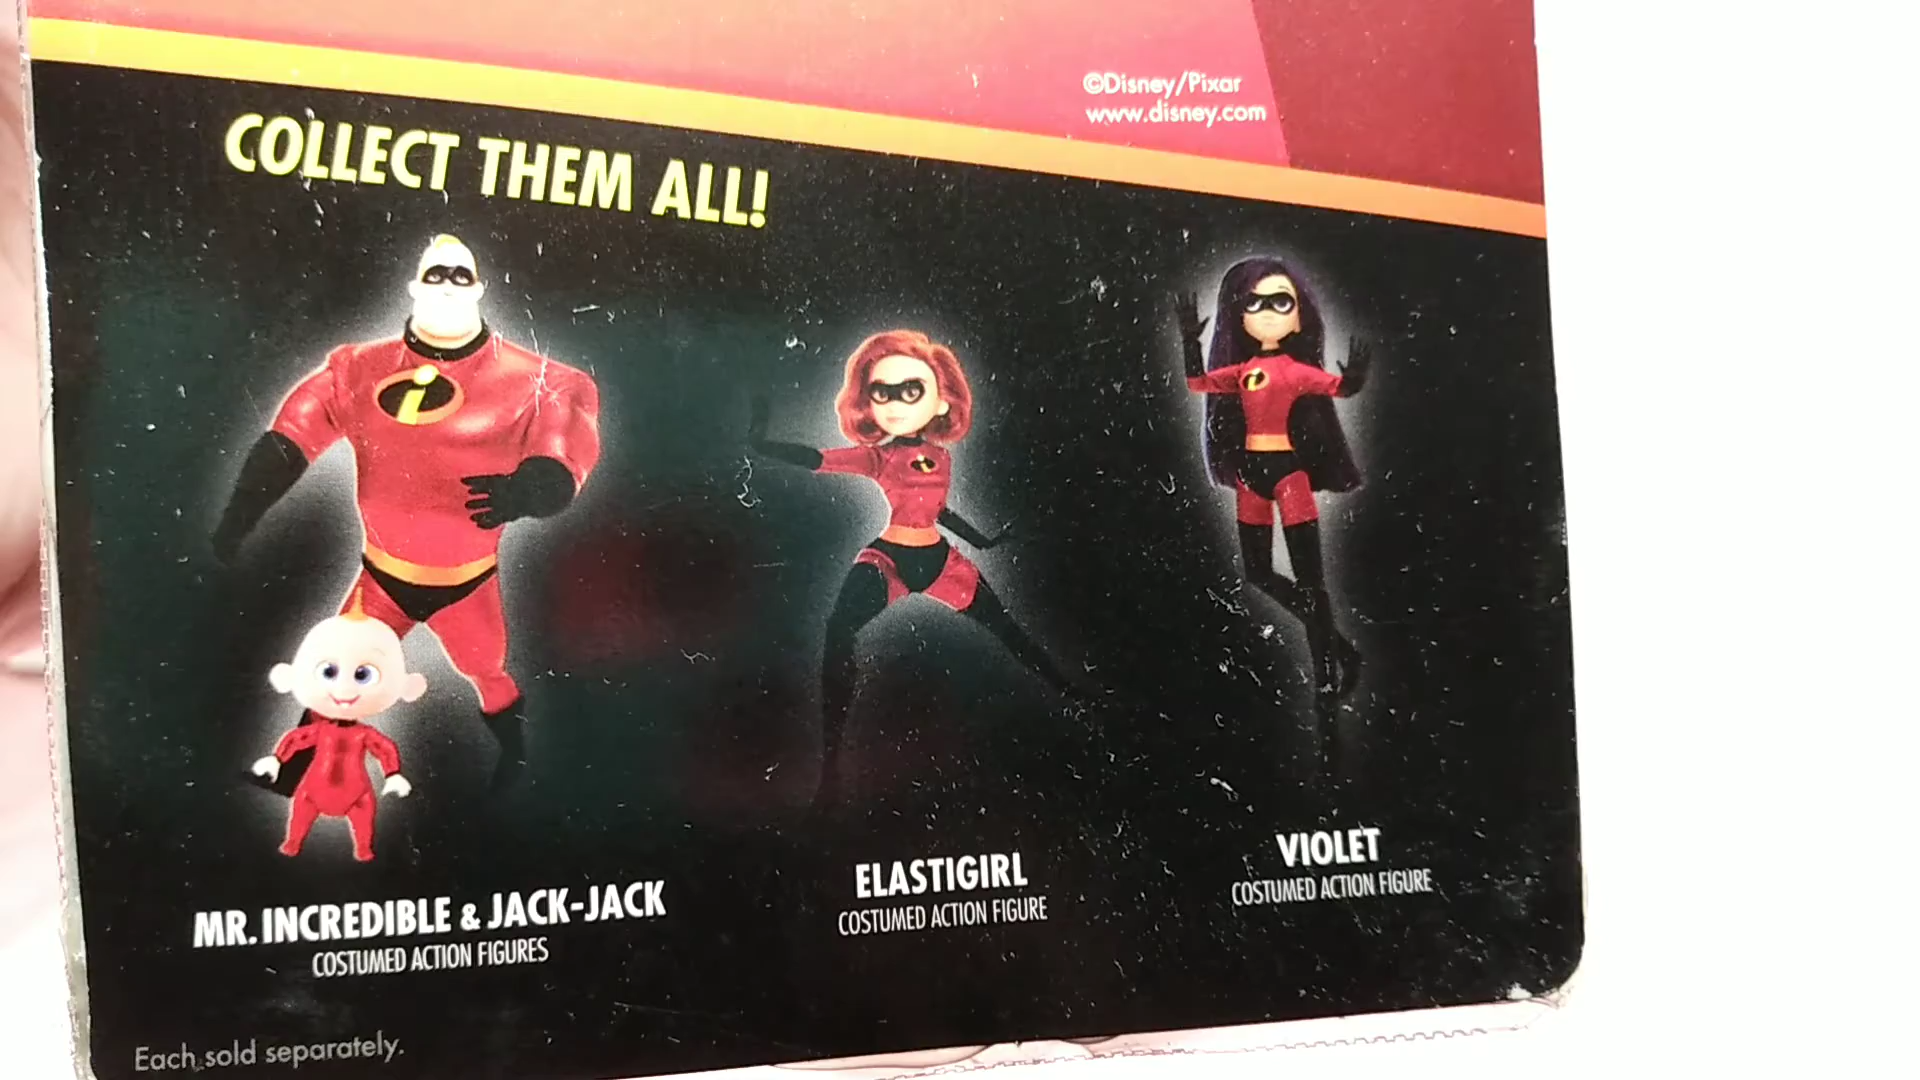 ©Disney/Pixar
www.disney.com
COLLECT THEM ALL!
MR. INCREDIBLE & JACK-JACK
COSTUMED ACTION FIGURES
ELASTIGIRL
COSTUMED ACTION FIGURE
VIOLET
COSTUMED ACTION FIGURE
Each sold separately.